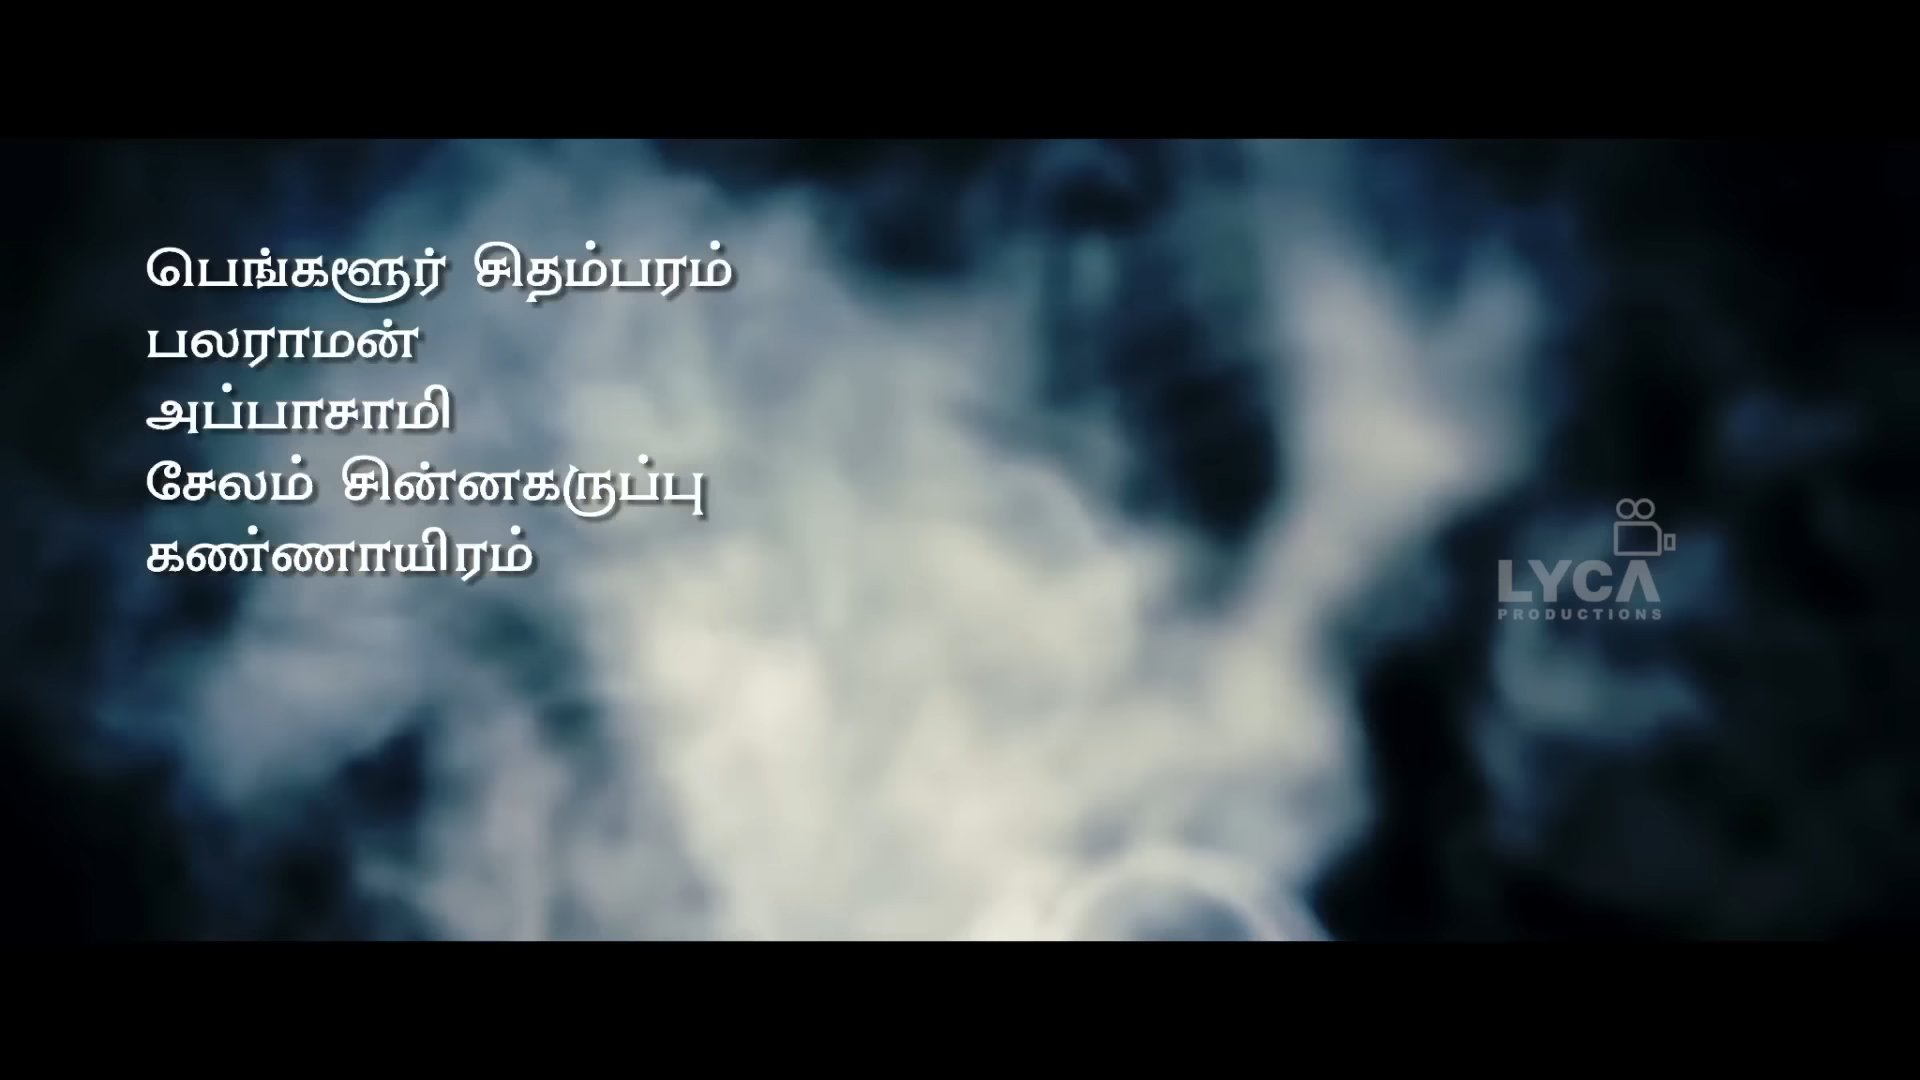 பெங்களூர் சிதம்பரம்
பலராமன்
அப்பாசாமி
சேலம் சின்னகருப்பு
கண்ணாயிரம்
LYCA
PRODUCTIONS